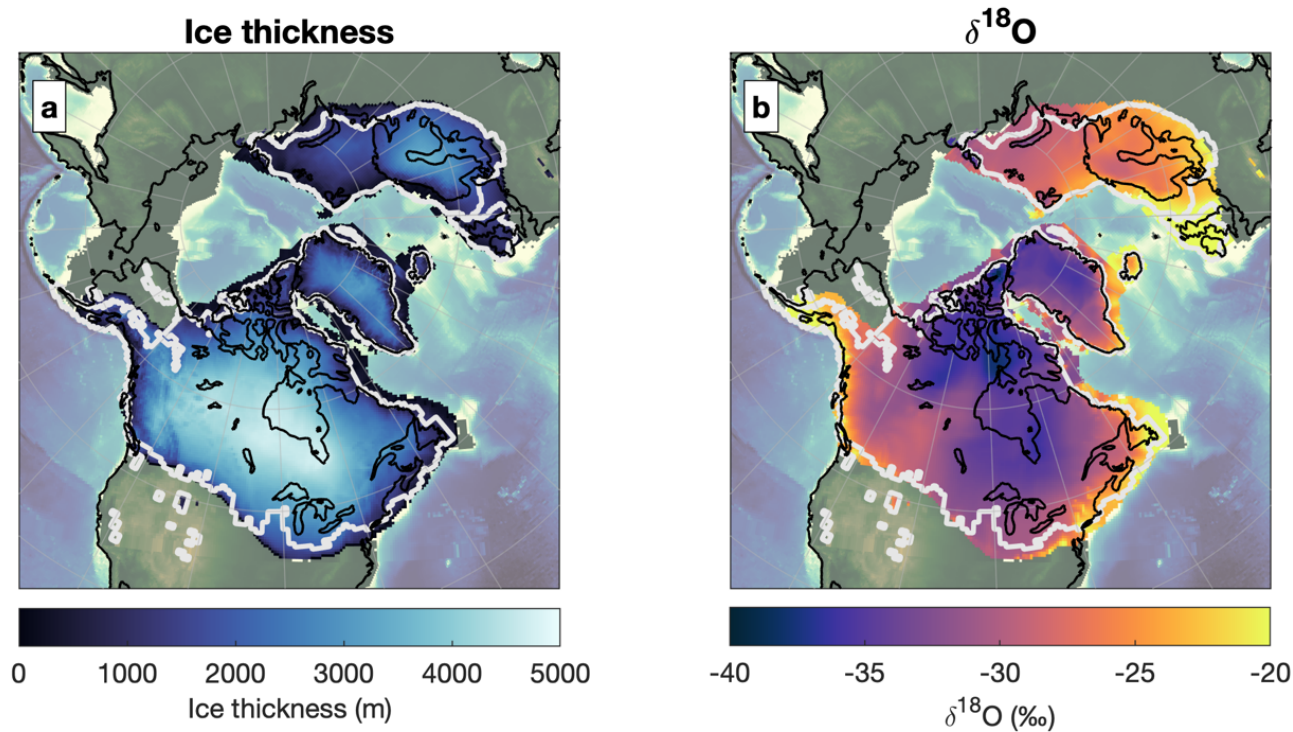 Ice thickness
δ18O
a
b
0 1000 2000 3000 4000 5000
Ice thickness (m)
-40 -35 -30 -25 -20
δ18O (‰)